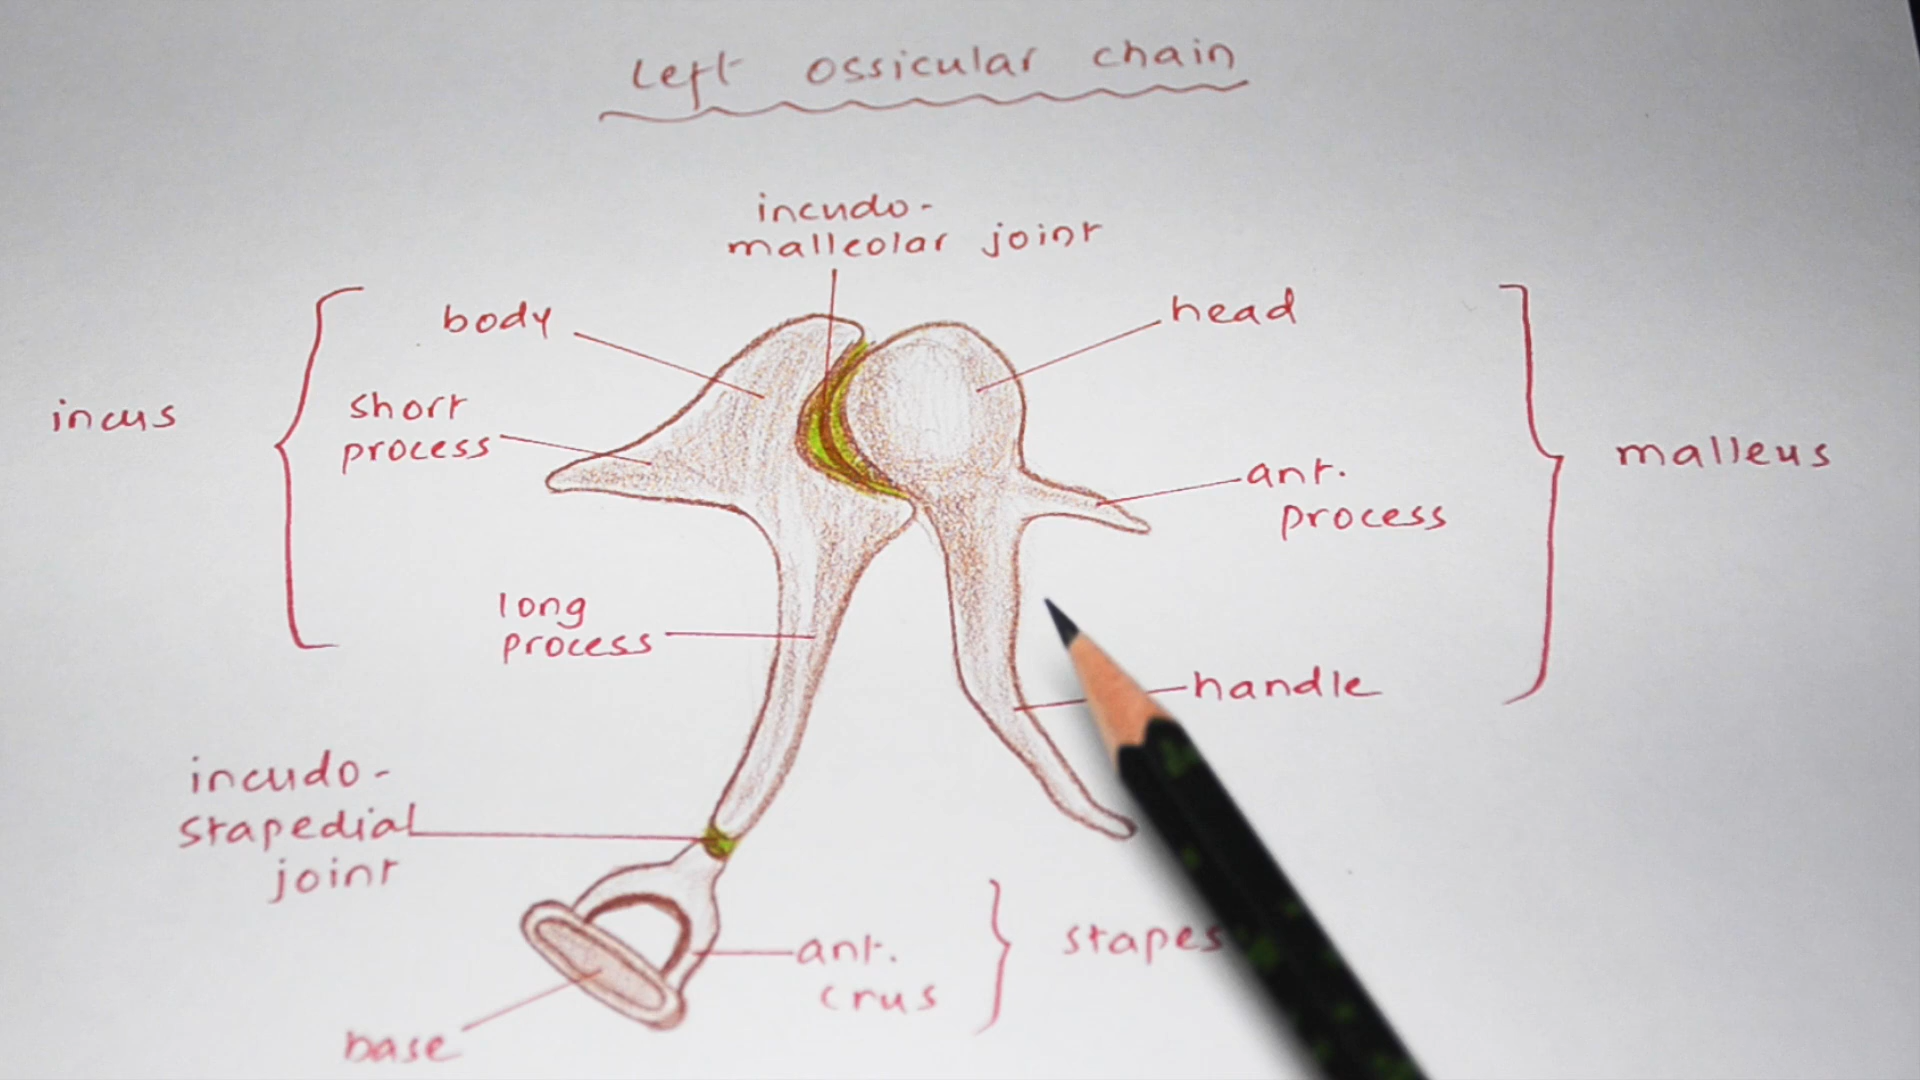 Left ossicular chain
incudo-
malleolar joint
body
head
short
process
incus
ant.
process
malleus
long
process
handle
incudo-
stapedial
joint
ant.
crus
stapes
base